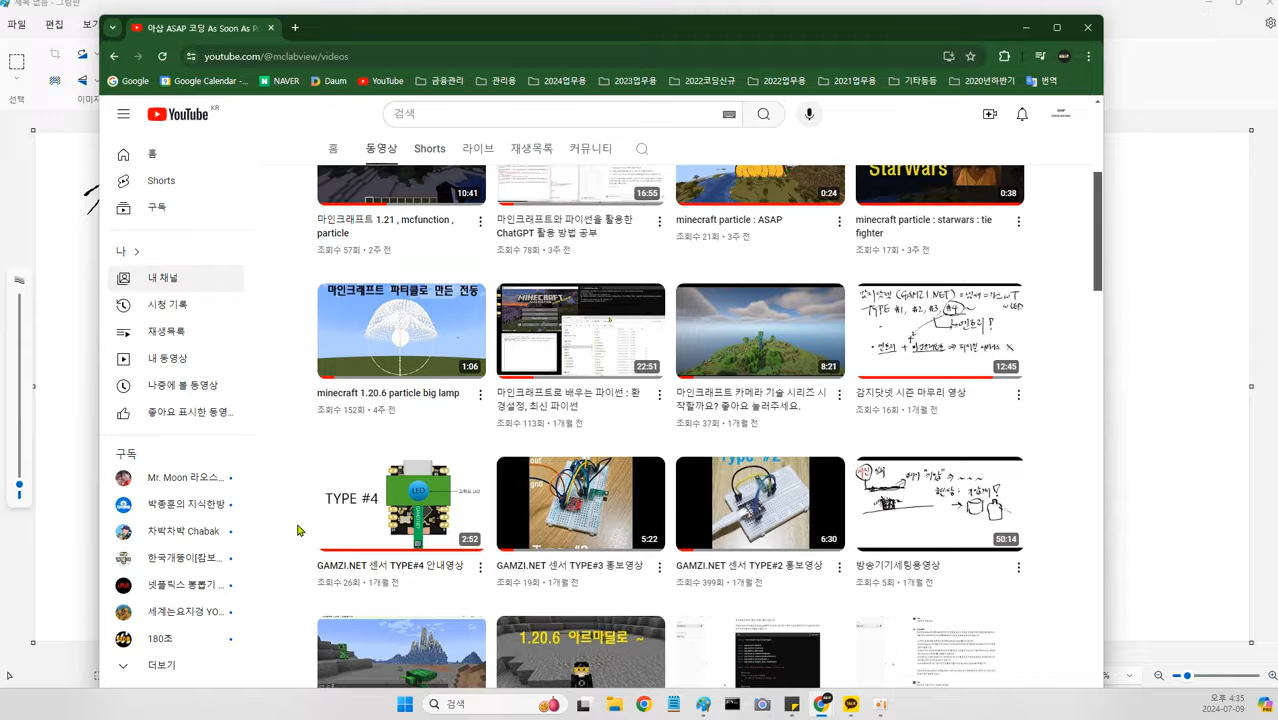 파일 편집 보
아삽 ASAP 코딩 As Soon As P
youtube.com/@mclabview/videos
Google Google Calendar -... NAVER Daum YouTube 금융관리 관리용 2024업무용 2023업무용 2022코딩신규 2022업무용 2021업무용 기타등등 2020년하반기 번역
선택 이미지
YouTube KR
검색
홈 동영상 Shorts 라이브 재생목록 커뮤니티
홈
구독
나
내 채널
시청 기록
재생목록
내 동영상
나중에 볼 동영상
좋아요 표시한 동영...
구독
Mr. Moon 라오스...
방종훈의 지식한방
차박차박 Chabak
한국개똥이[캄보...
세계는요지경 YO...
180조
더보기
10:41
16:55
0:24
StarWars
0:38
마인크래프트 1.21 , mcfunction ,
particle
조회수 57회 • 2주 전
마인크래프트와 파이썬을 활용한
ChatGPT 활용 방법 공부
조회수 78회 • 3주 전
minecraft particle : ASAP
조회수 21회 • 3주 전
minecraft particle : starwars : tie
fighter
조회수 17회 • 3주 전
마인크래프트 파티클로 만든 전등
1:06
22:51
8:21
12:45
minecraft 1.20.6 particle big lamp
조회수 152회 • 4주 전
마인크래프트로 배우는 파이썬 : 환
경설정, 최신 파이썬
조회수 113회 • 1개월 전
마인크래프트 카메라 기술 시리즈 시
작할까요? 좋아요 눌러주세요.
조회수 37회 • 1개월 전
감지닷넷 시즌 마무리 영상
조회수 16회 • 1개월 전
TYPE #4
LED
2:52
out
gnd
5:22
Type #2
6:30
50:14
GAMZI.NET 센서 TYPE#4 안내영상
조회수 26회 • 1개월 전
GAMZI.NET 센서 TYPE#3 홍보영상
조회수 19회 • 1개월 전
GAMZI.NET 센서 TYPE#2 홍보영상
조회수 399회 • 1개월 전
방송기기세팅용영상
조회수 5회 • 1개월 전
1.20.6 아르마딜로 ~
검색
오후 4:35
2024-07-09